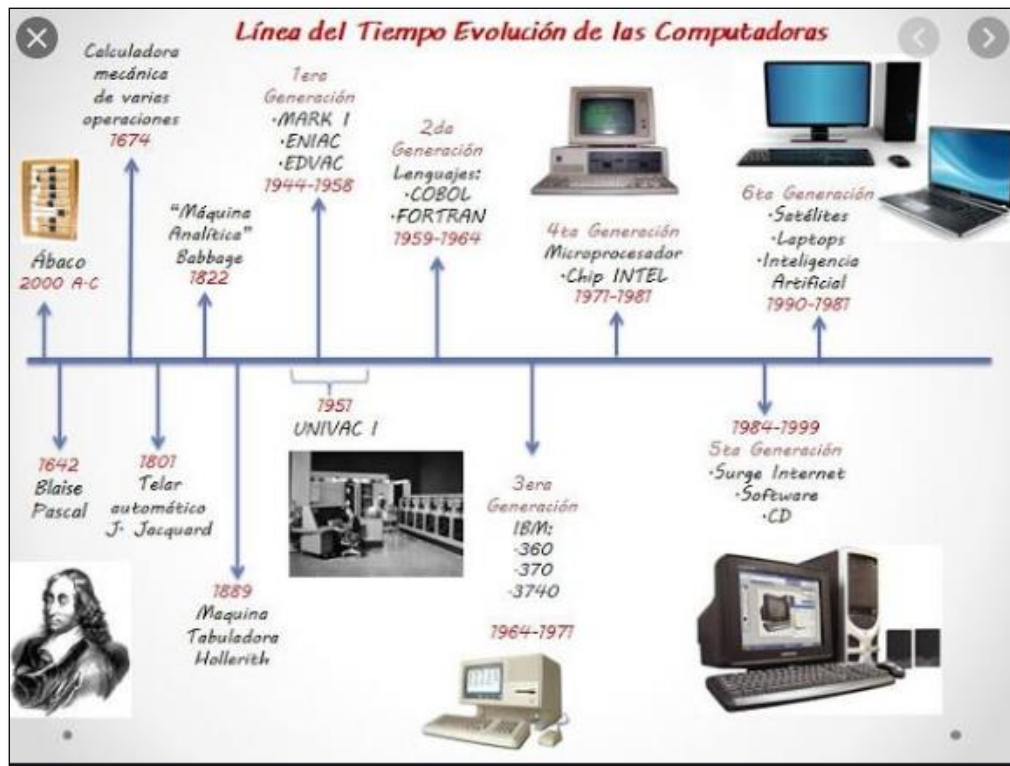 Línea del Tiempo Evolución de las Computadoras
Ábaco
2000 A.C
Calculadora
mecánica
de varias
operaciones
1674
“Máquina
Analítica”
Babbage
1822
1era
Generación
•MARK I
•ENIAC
•EDVAC
1944-1958
2da
Generación
Lenguajes:
•COBOL
•FORTRAN
1959-1964
4ta Generación
Microprocesador
•Chip INTEL
1971-1981
6ta Generación
•Satélites
•Laptops
•Inteligencia
Artificial
1990-1981
1642
Blaise
Pascal
1801
Telar
automático
J. Jacquard
1889
Maquina
Tabuladora
Hollerith
1951
UNIVAC I
3era
Generación
IBM:
-360
-370
-3740
1964-1971
1984-1999
5ta Generación
•Surge Internet
•Software
•CD